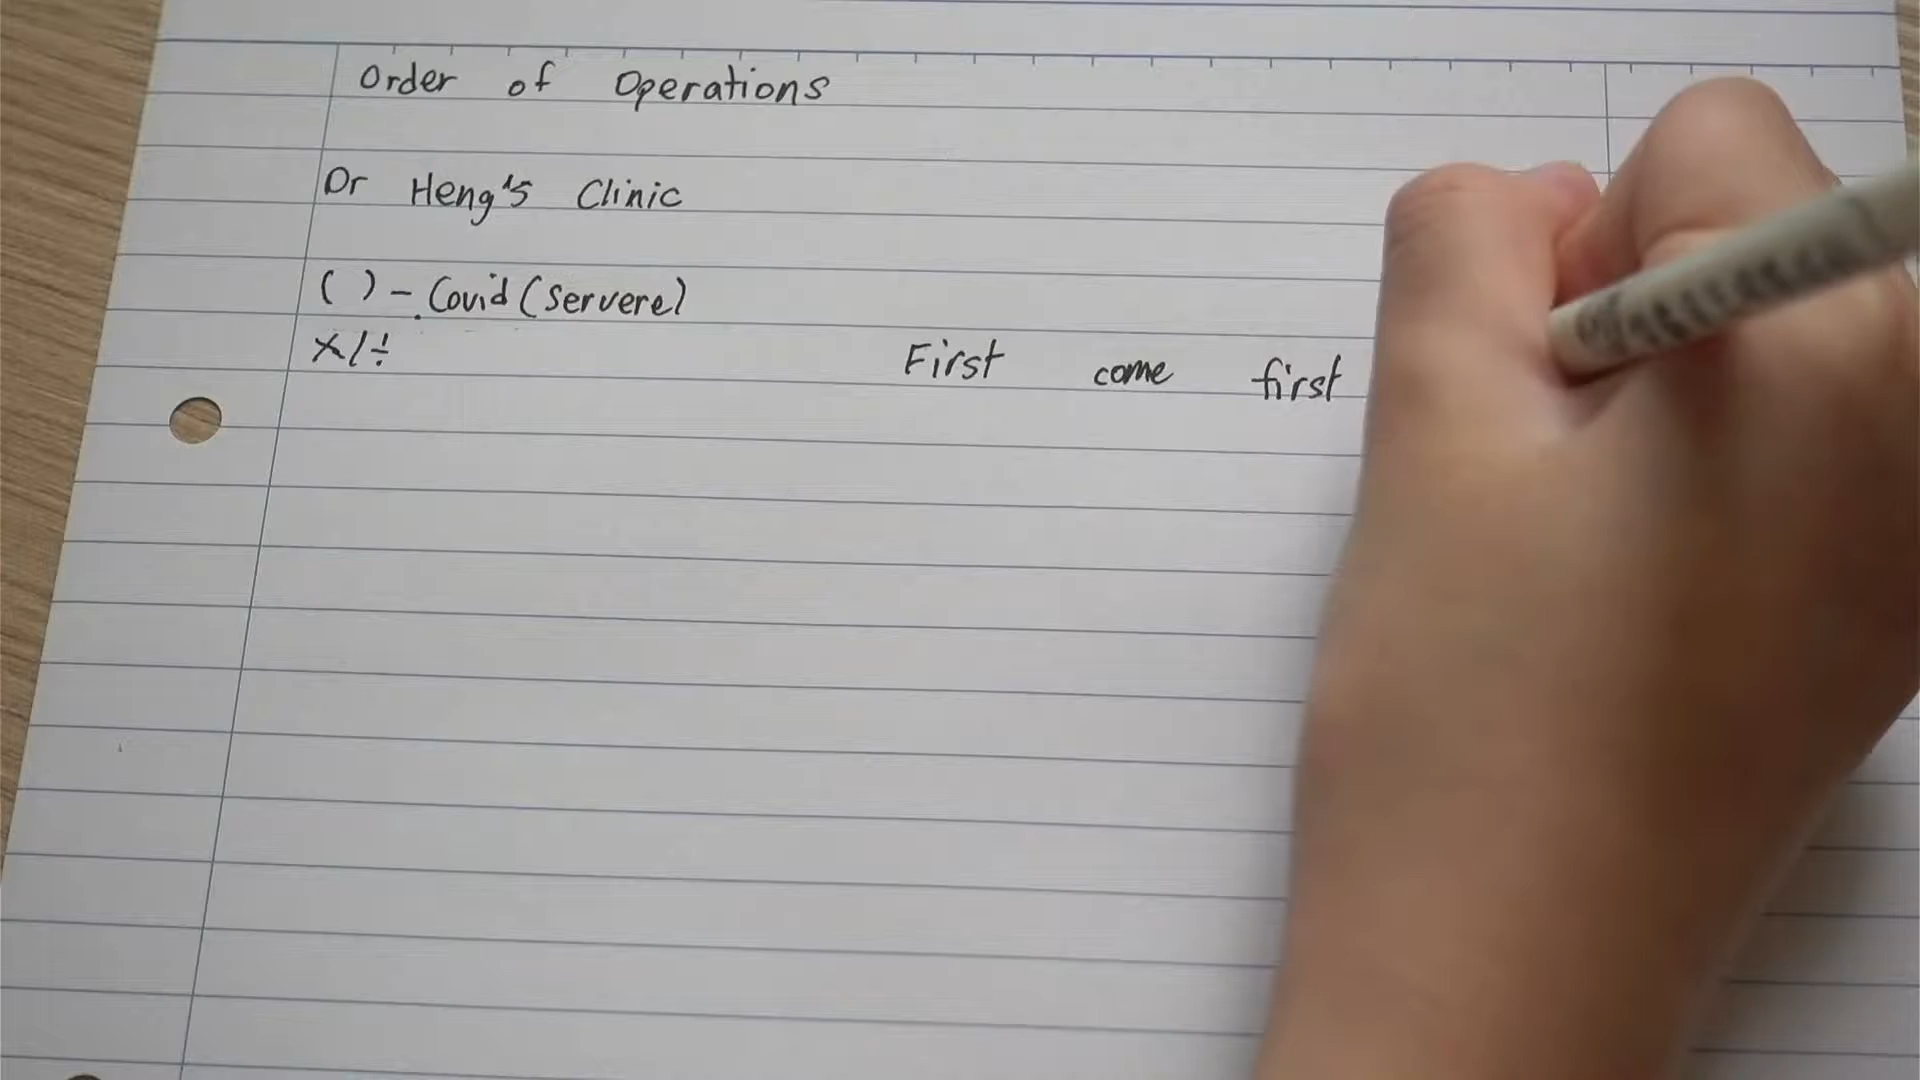 Order of Operations
Dr Heng's Clinic
( ) - Covid (Servere)
×/÷ First come first